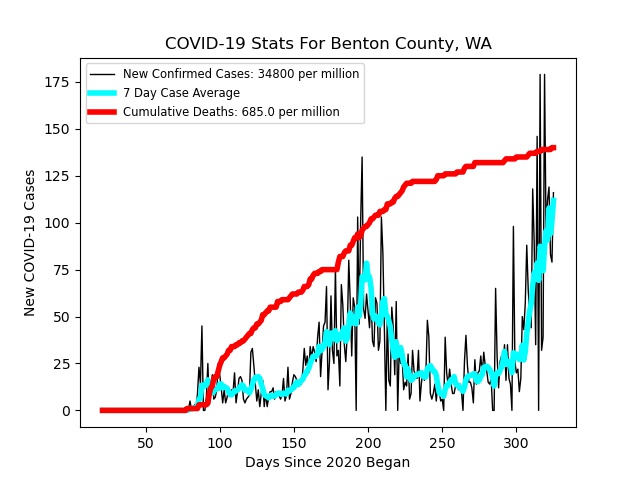 COVID-19 Stats For Benton County, WA
New Confirmed Cases: 34800 per million
7 Day Case Average
Cumulative Deaths: 685.0 per million
New COVID-19 Cases
175
150
125
100
75
50
25
0
50 100 150 200 250 300
Days Since 2020 Began